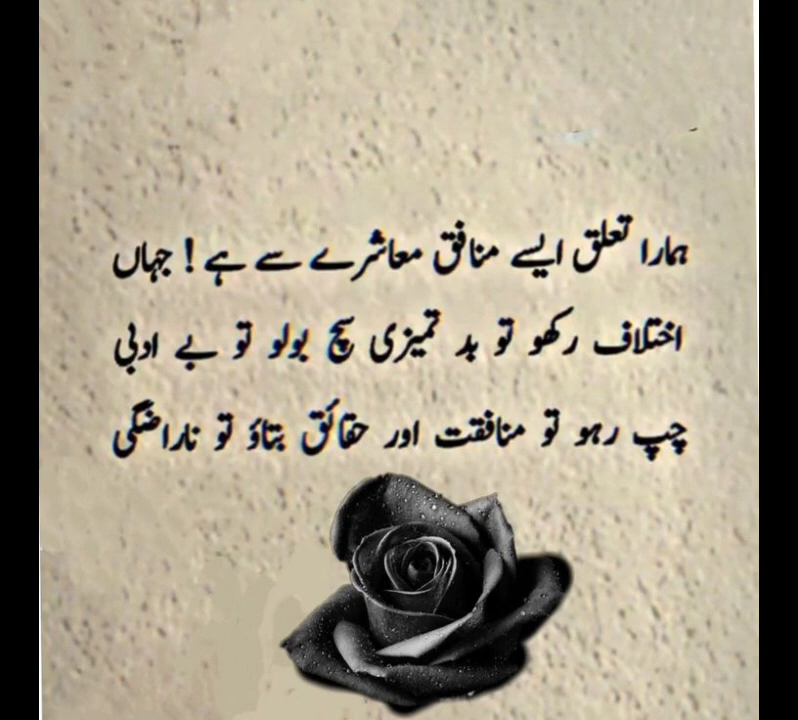 ہمارا تعلق ایسے منافق معاشرے سے ہے ! جہاں
اختلاف رکھو تو بد تمیزی سچ بولو تو بے ادبی
چپ رہو تو منافقت اور حقائق بتاؤ تو ناراضگی